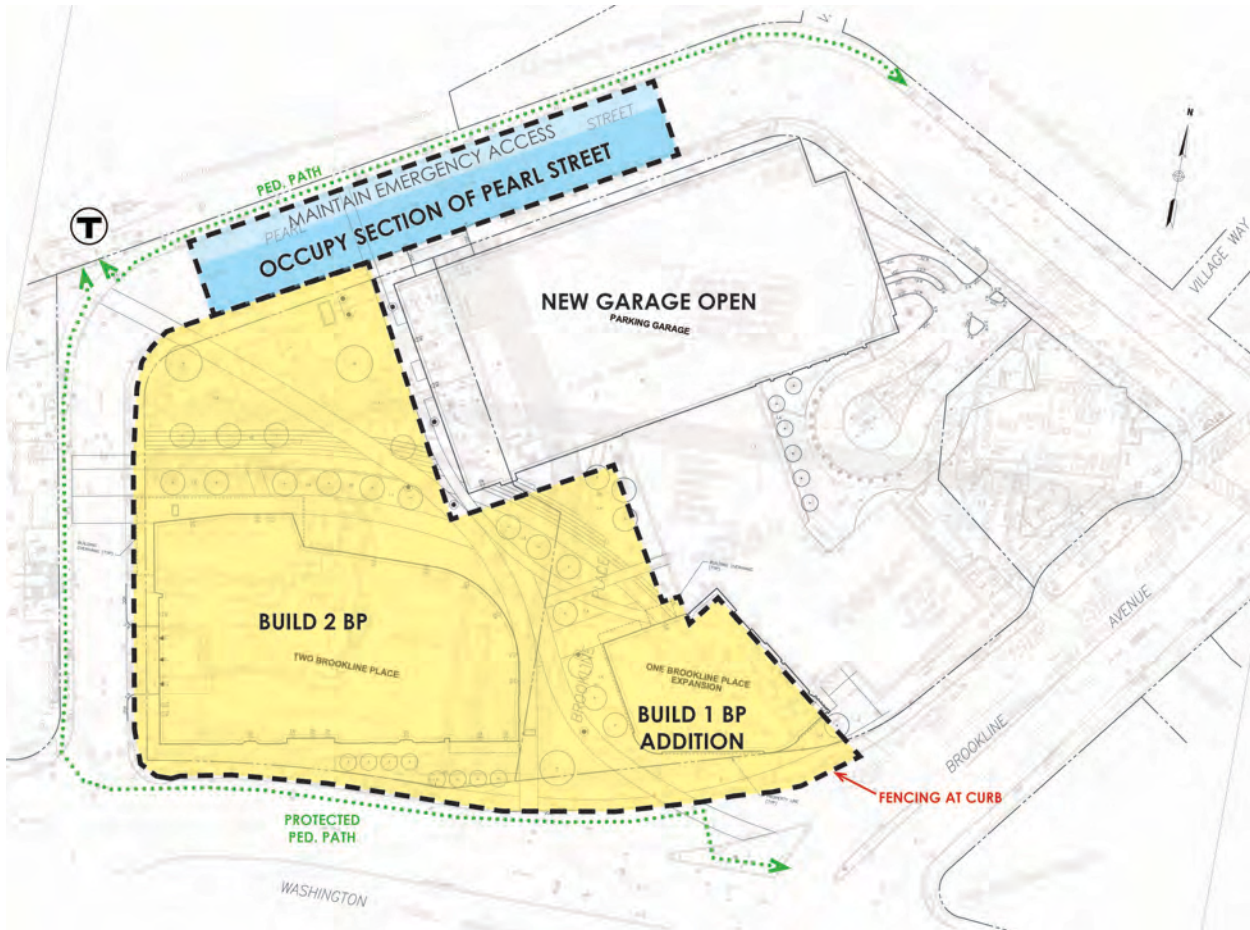 STREET
MAINTAIN EMERGENCY ACCESS
PED. PATH
PEARL
OCCUPY SECTION OF PEARL STREET
N
T
VILLAGE WAY
NEW GARAGE OPEN
PARKING GARAGE
PLACE
BROOKLINE
BUILD 2 BP
TWO BROOKLINE PLACE
ONE BROOKLINE PLACE
EXPANSION
BUILD 1 BP
ADDITION
AVENUE
BROOKLINE
FENCING AT CURB
PROTECTED
PED. PATH
WASHINGTON